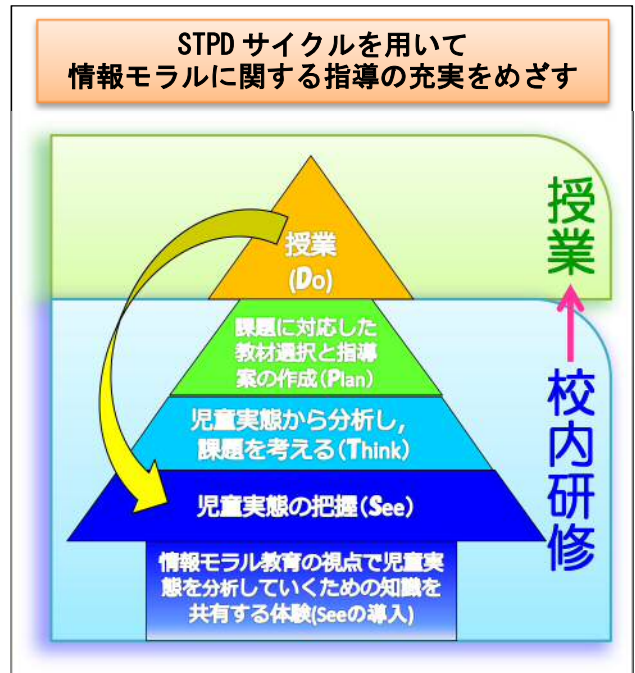 STPD サイクルを用いて
情報モラルに関する指導の充実をめざす
授業
(Do)
課題に対応した
教材選択と指導
案の作成(Plan)
児童実態から分析し,
課題を考える(Think)
児童実態の把握(See)
情報モラル教育の視点で児童実
態を分析していくための知識を
共有する体験(Seeの導入)
授業
校内研修